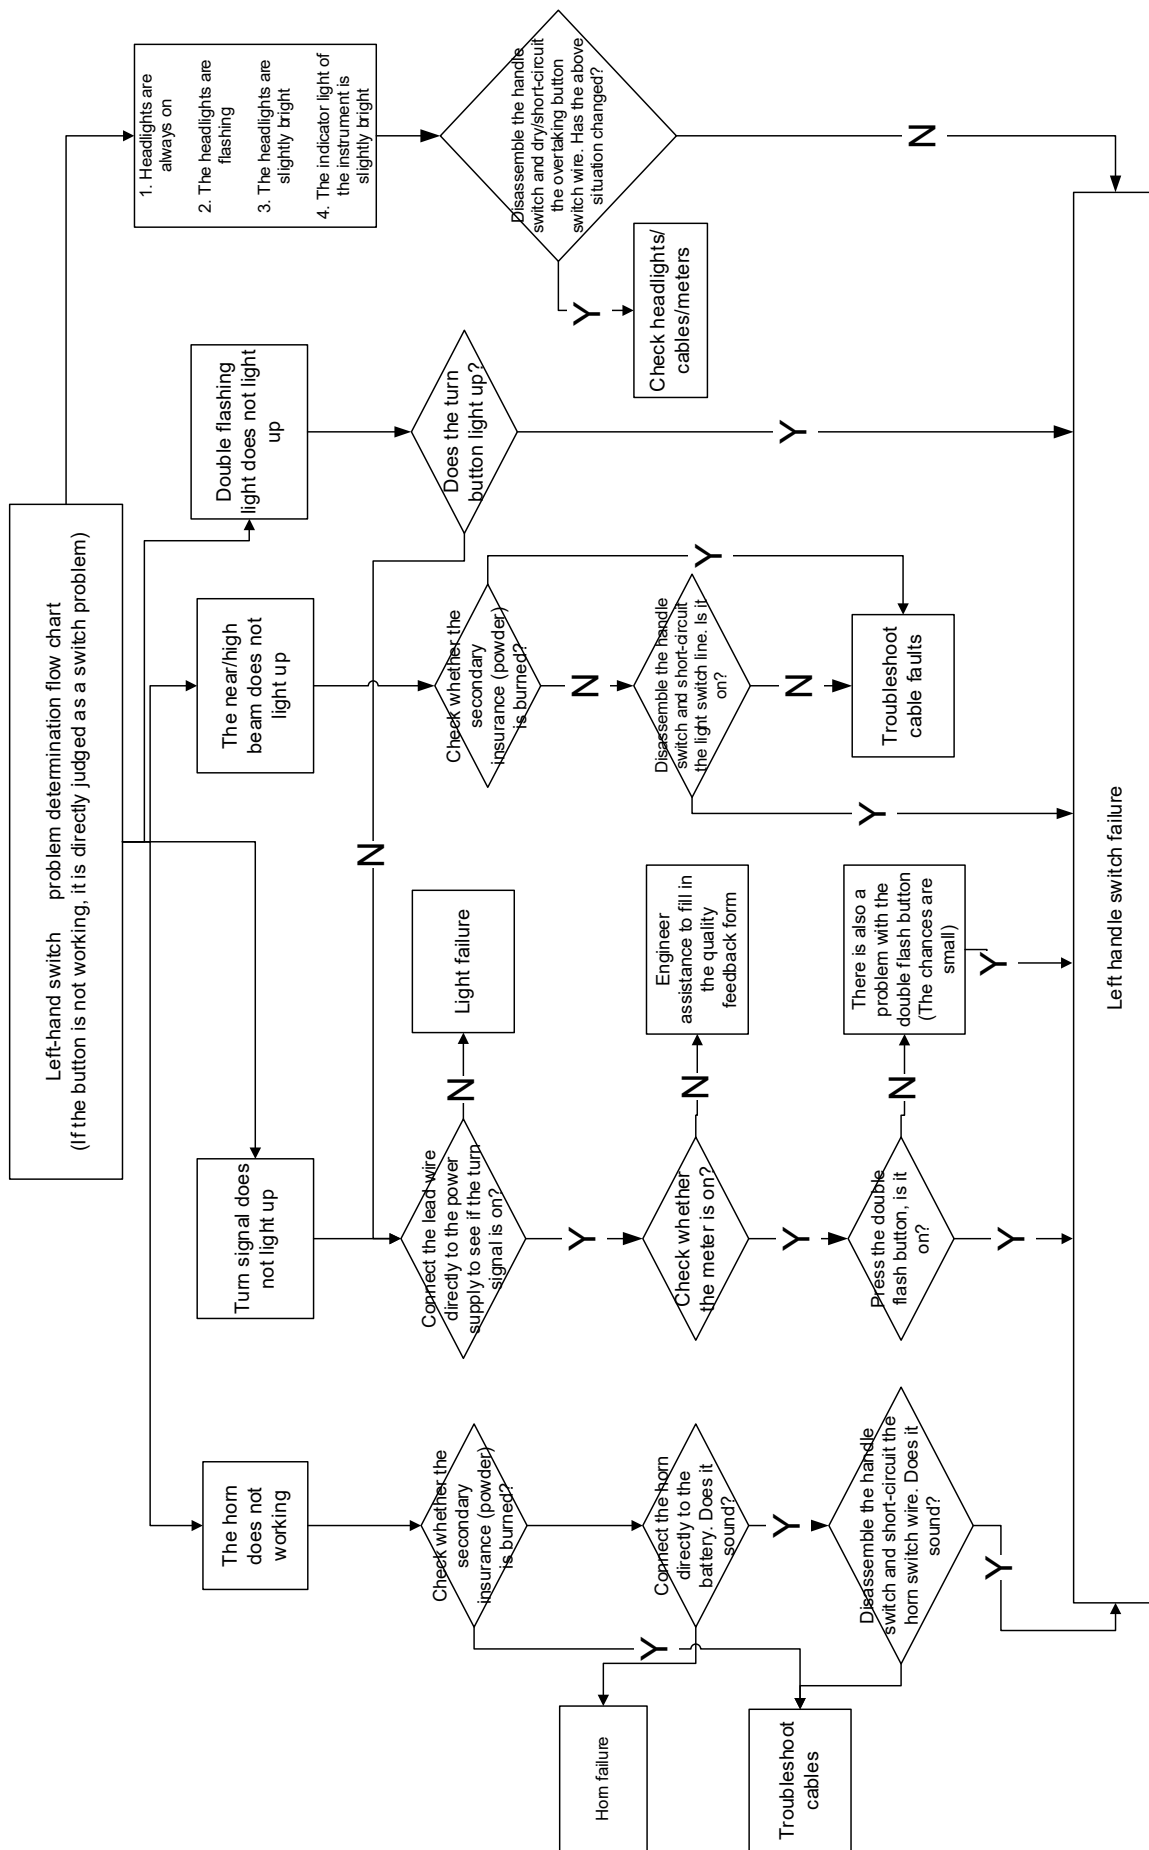 Left-hand switch problem determination flow chart
(If the button is not working, it is directly judged as a switch problem)
The horn
does not
working
Turn signal does
not light up
The near/high
beam does not
light up
Double flashing
light does not light
up
1. Headlights are
always on
2. The headlights are
flashing
3. The headlights are
slightly bright
4. The indicator light of
the instrument is
slightly bright
Check whether the
secondary
insurance (powder)
is burned?
Connect the lead wire
directly to the power
supply to see if the turn
signal is on?
N
Light failure
Check whether the
secondary
insurance (powder)
is burned?
Does the turn
button light up?
N
Disassemble the handle
switch and dry/short-circuit
the overtaking button
switch wire. Has the above
situation changed?
Y
Horn failure
Connect the horn
directly to the
battery. Does it
sound?
Y
Y
Check whether
the meter is on?
N
Engineer
assistance to fill in
the quality
feedback form
N
Disassemble the handle
switch and short-circuit
the light switch line. Is it
on?
Y
Check headlights/
cables/meters
Troubleshoot
cables
Y
Disassemble the handle
switch and short-circuit the
horn switch wire. Does it
sound?
Y
Y
Press the double
flash button, is it
on?
N
There is also a
problem with the
double flash button
(The chances are
small)
Y
Y
N
Troubleshoot
cable faults
Y
Y
N
Left handle switch failure